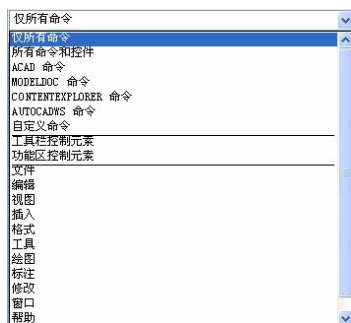 仅所有命令
仅所有命令
所有命令和控件
ACAD 命令
MODELDOC 命令
CONTENTEXPLORER 命令
AUTOCADWS 命令
自定义命令
工具栏控制元素
功能区控制元素
文件
编辑
视图
插入
格式
工具
绘图
标注
修改
窗口
帮助